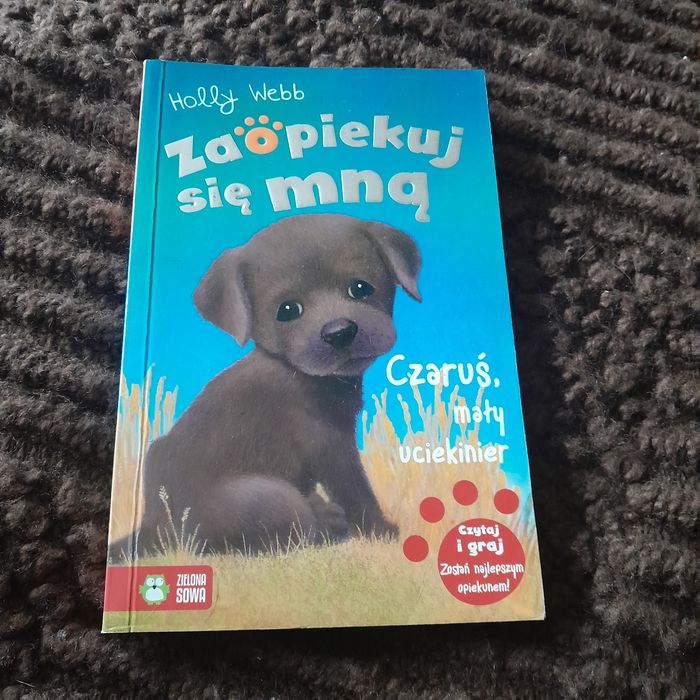 Holly Webb
Zaopiekuj
się mną
Czaruś,
mały
uciekinier
Czytaj
i graj
Zostań najlepszym
opiekunem!
ZIELONA
SOWA